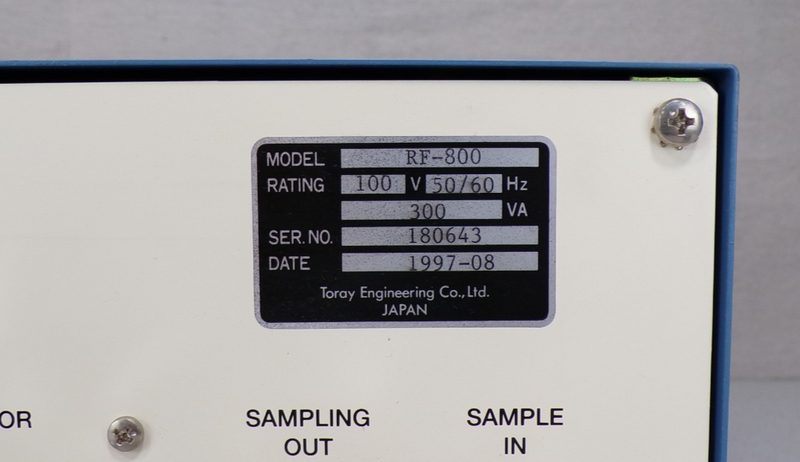 MODEL RF-800
RATING 100 V 50/60 Hz
300 VA
SER.NO. 180643
DATE 1997-08
Toray Engineering Co.,Ltd.
JAPAN
OR
SAMPLING
OUT
SAMPLE
IN